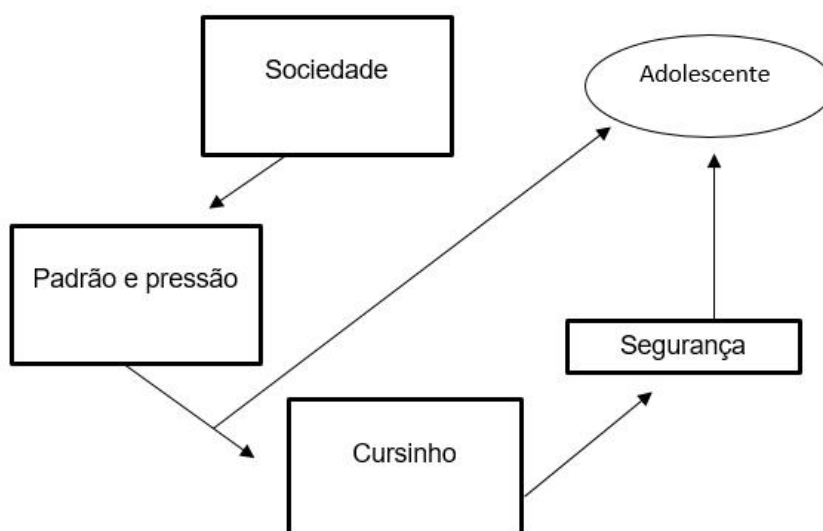 Sociedade
Adolescente
Padrão e pressão
Segurança
Cursinho